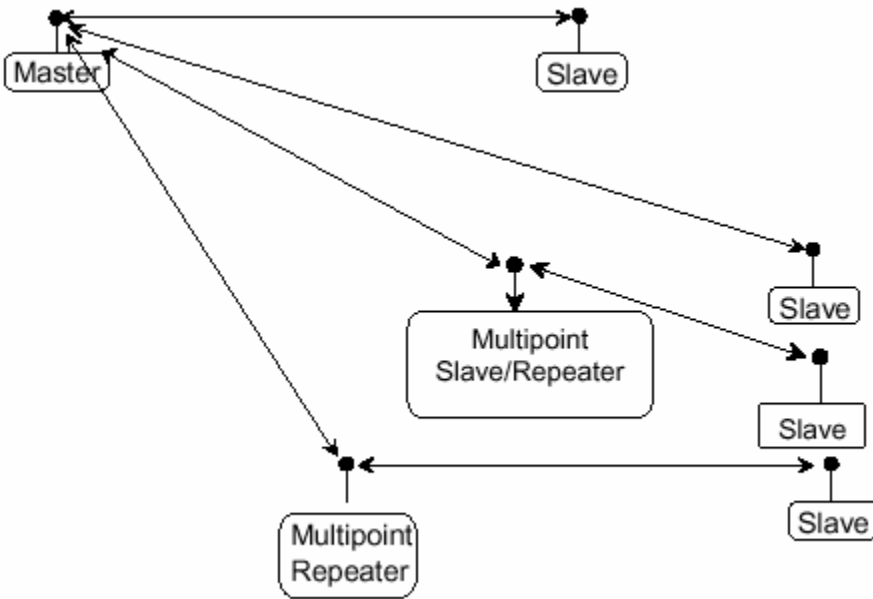 Master
Slave
Slave
Multipoint
Slave/Repeater
Slave
Slave
Multipoint
Repeater